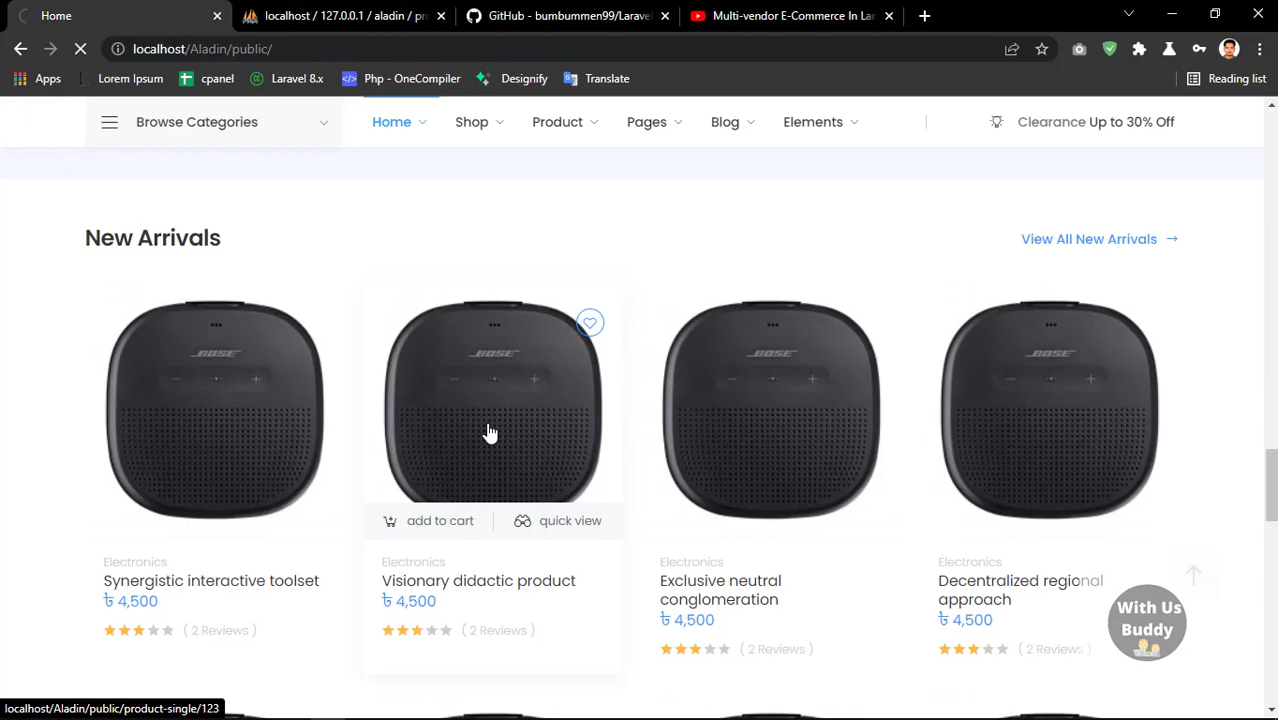 Home
localhost / 127.0.0.1 / aladin / pro
GitHub - bumbummen99/Laravel
Multi-vendor E-Commerce In Lar
localhost/Aladin/public/
Apps
Lorem Ipsum
cpanel
Laravel 8.x
Php - OneCompiler
Designify
Translate
Reading list
Browse Categories
Home
Shop
Product
Pages
Blog
Elements
Clearance Up to 30% Off
New Arrivals
View All New Arrivals →
BOSE
BOSE
BOSE
BOSE
add to cart
quick view
Electronics
Synergistic interactive toolset
৳ 4,500
( 2 Reviews )
Electronics
Visionary didactic product
৳ 4,500
( 2 Reviews )
Electronics
Exclusive neutral
conglomeration
৳ 4,500
( 2 Reviews )
Electronics
Decentralized regional
approach
৳ 4,500
( 2 Reviews )
With Us
Buddy
localhost/Aladin/public/product-single/123